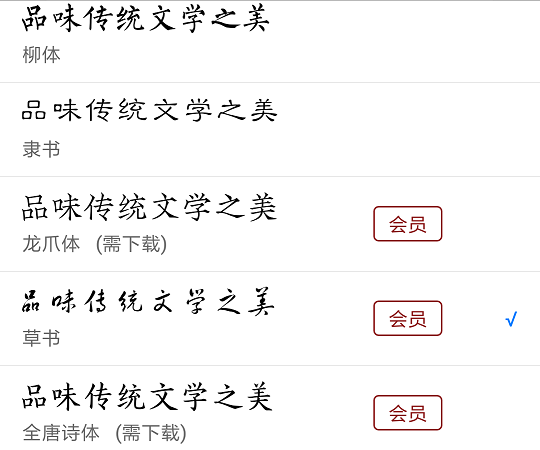 品味传统文学之美
柳体
品味传统文学之美
隶书
品味传统文学之美
龙爪体 (需下载) 会员
品味传统文学之美
草书 会员 √
品味传统文学之美
全唐诗体 (需下载) 会员